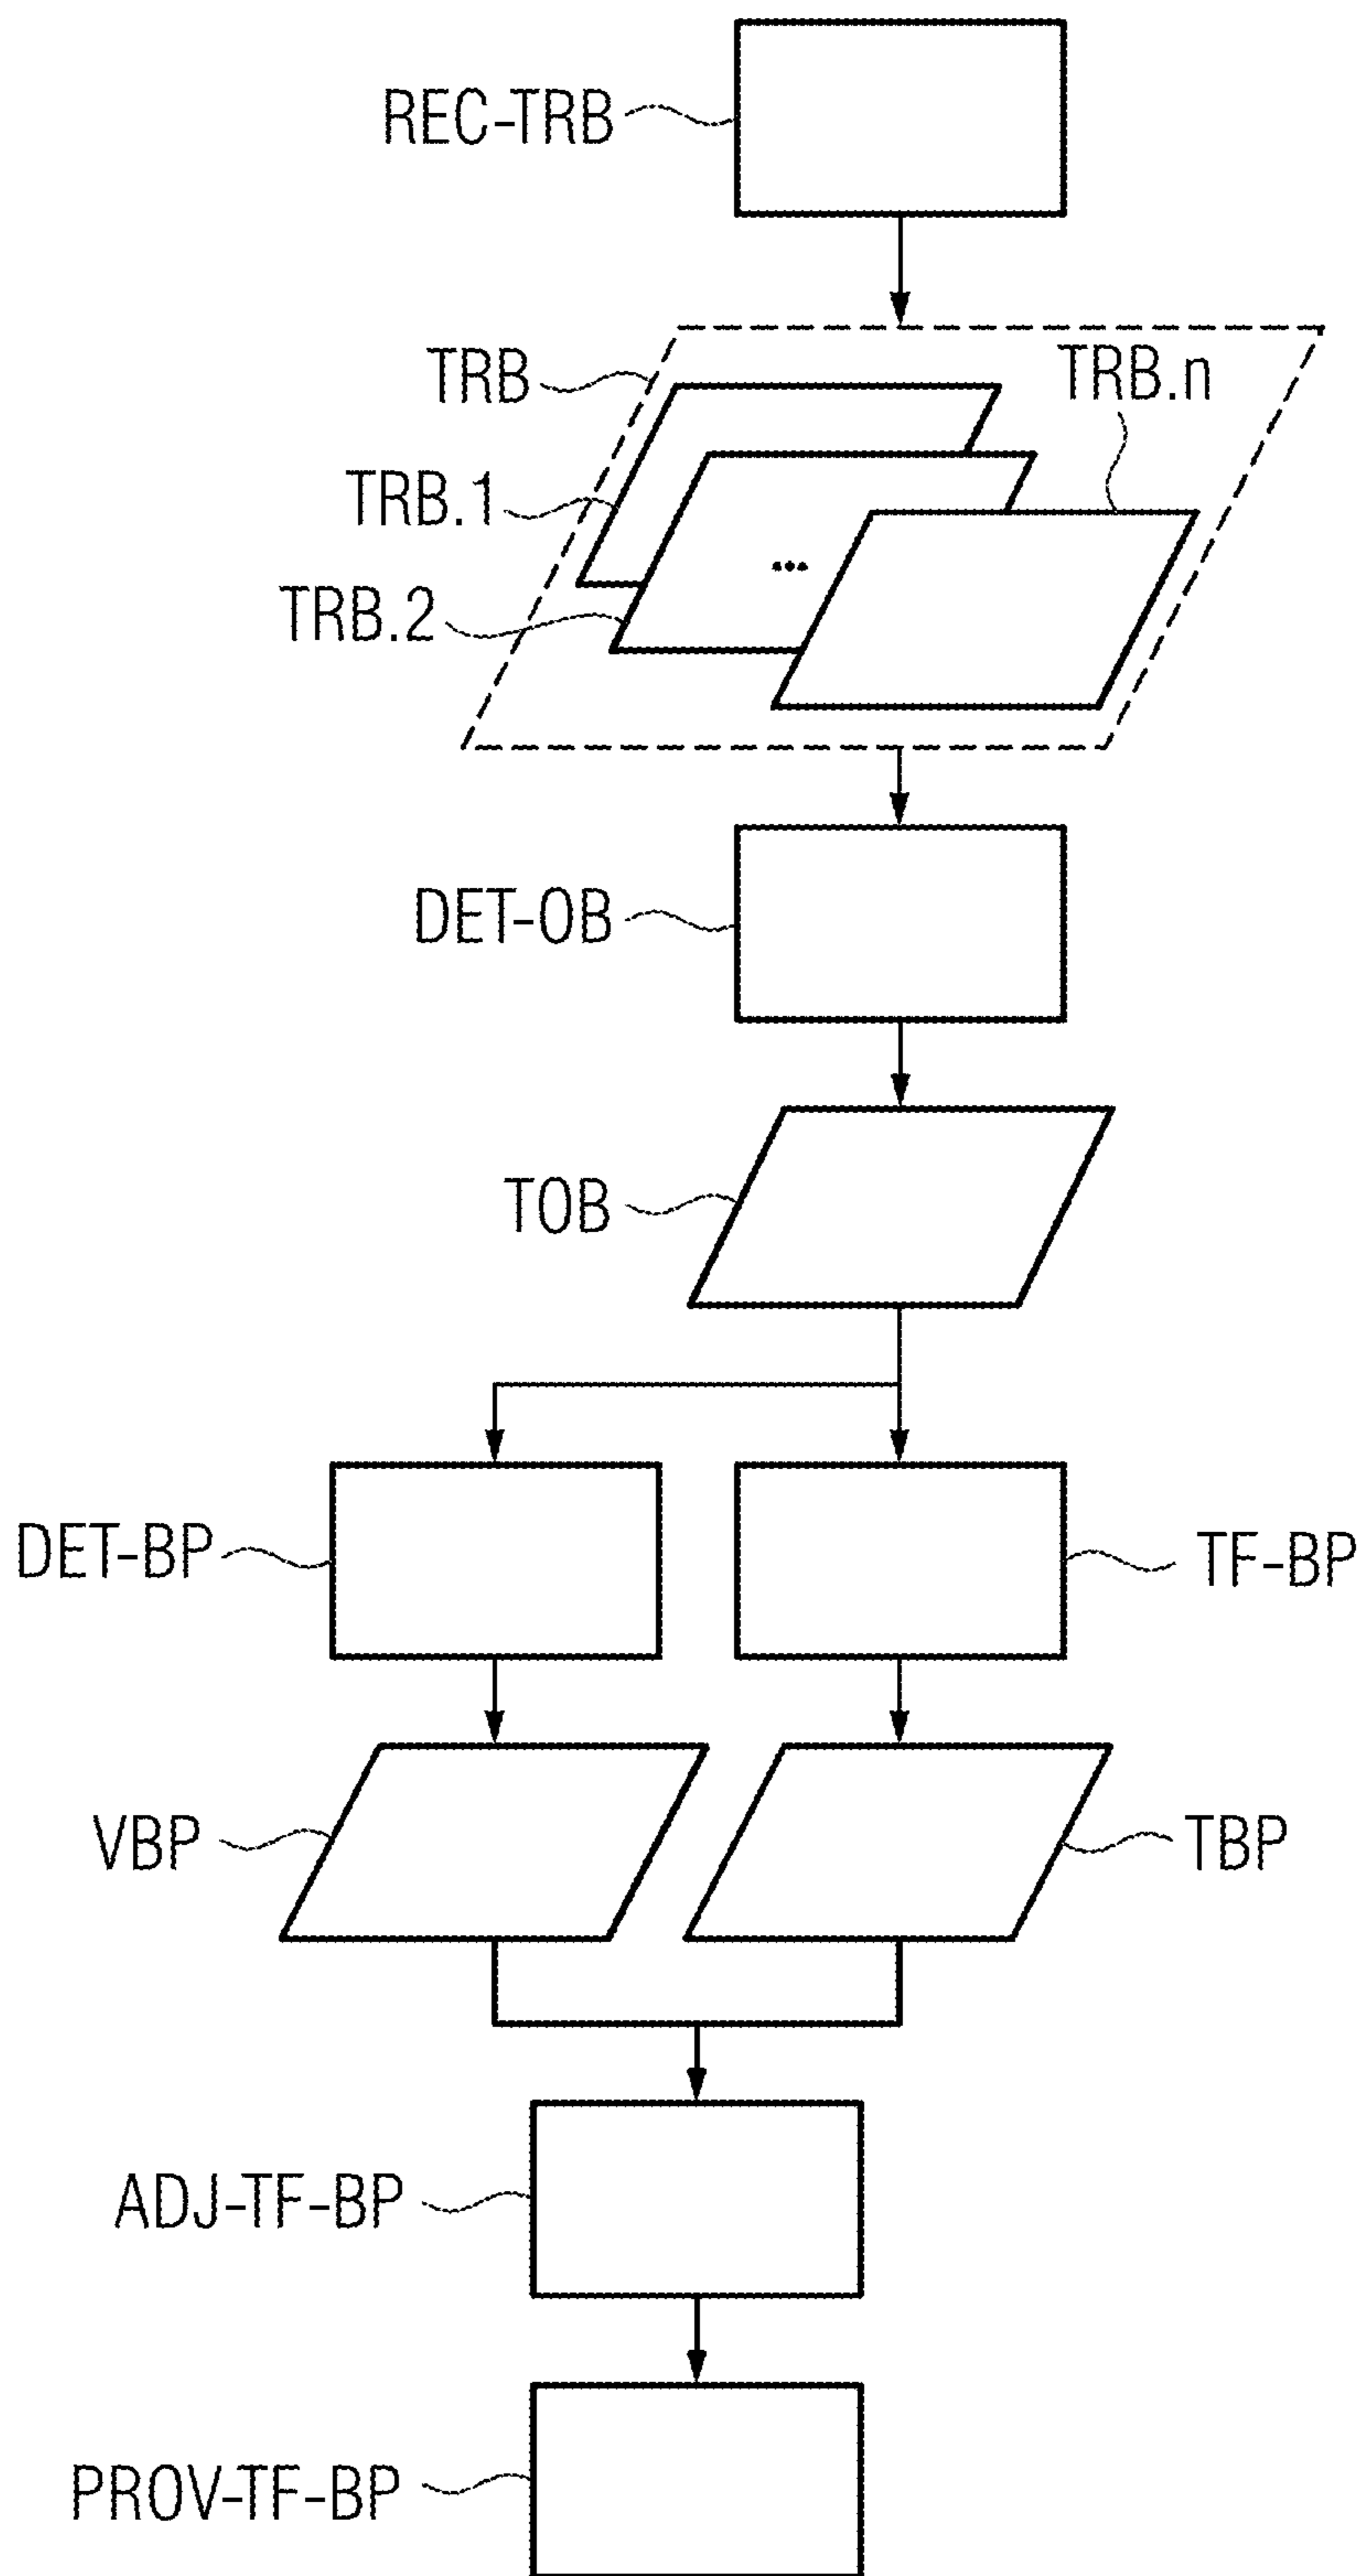 REC-TRB
TRB
TRB.n
TRB.1
...
TRB.2
DET-OB
TOB
DET-BP
TF-BP
VBP
TBP
ADJ-TF-BP
PROV-TF-BP